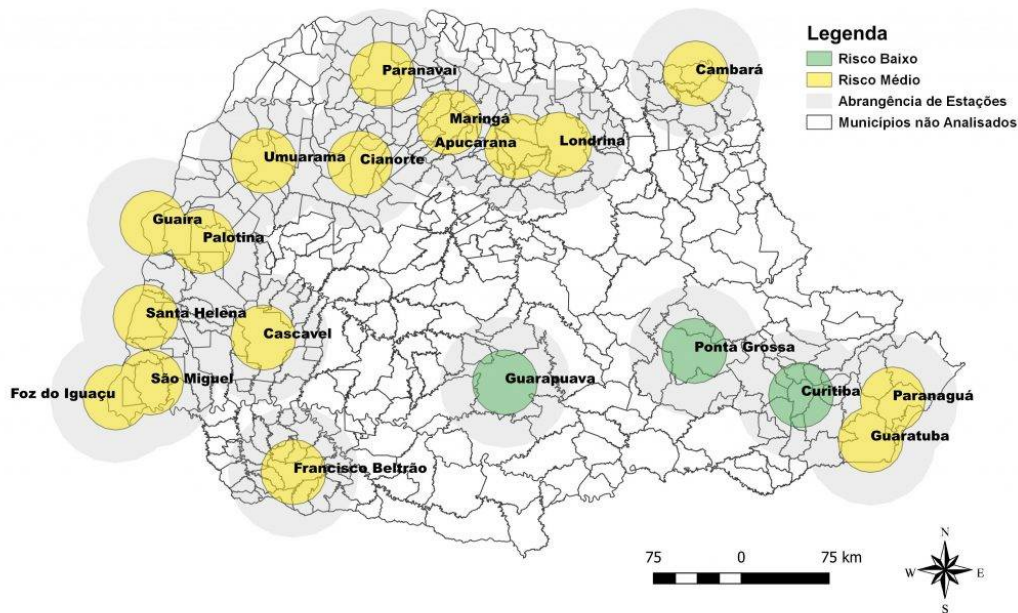 Legenda
Risco Baixo
Risco Médio
Abrangência de Estações
Municípios não Analisados
Paranavaí
Cambará
Maringá
Apucarana
Londrina
Umuarama
Cianorte
Guaíra
Palotina
Santa Helena
Cascavel
Ponta Grossa
São Miguel
Foz do Iguaçu
Guarapuava
Curitiba
Paranaguá
Guaratuba
Francisco Beltrão
75 0 75 km
N
W E
S